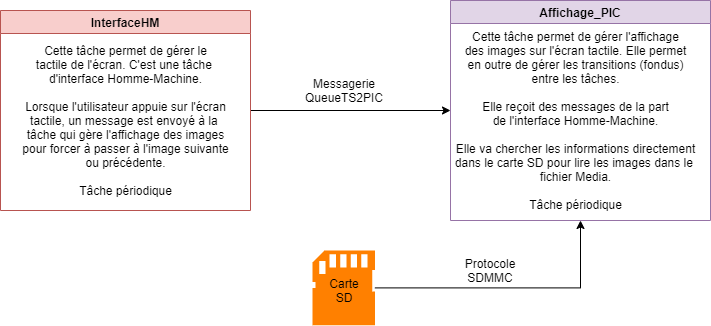 InterfaceHM
Cette tâche permet de gérer le
tactile de l'écran. C'est une tâche
d'interface Homme-Machine.
Lorsque l'utilisateur appuie sur l'écran
tactile, un message est envoyé à la
tâche qui gère l'affichage des images
pour forcer à passer à l'image suivante
ou précédente.
Tâche périodique
Messagerie
QueueTS2PIC
Affichage_PIC
Cette tâche permet de gérer l'affichage
des images sur l'écran tactile. Elle permet
en outre de gérer les transitions (fondus)
entre les tâches.
Elle reçoit des messages de la part
de l'interface Homme-Machine.
Elle va chercher les informations directement
dans le carte SD pour lire les images dans le
fichier Media.
Tâche périodique
Carte
SD
Protocole
SDMMC